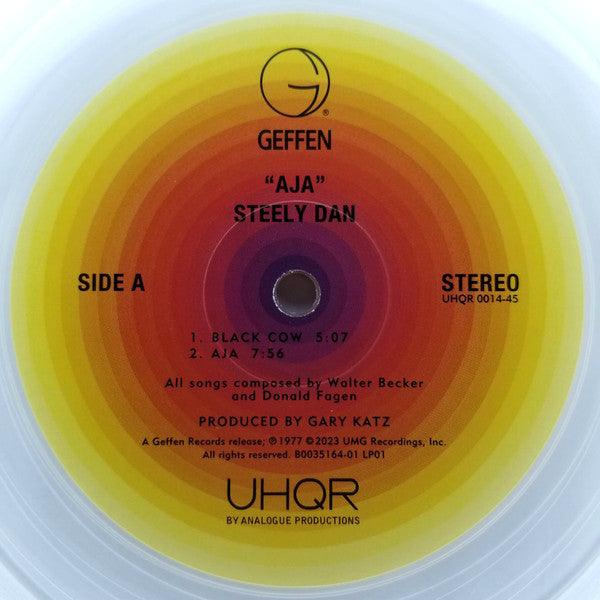 G®
GEFFEN
“AJA”
STEELY DAN
SIDE A
STEREO
UHQR 0014-45
1. BLACK COW 5:07
2. AJA 7:56
All songs composed by Walter Becker
and Donald Fagen
PRODUCED BY GARY KATZ
A Geffen Records release; ℗ 1977 © 2023 UMG Recordings, Inc.
All rights reserved. B0035164-01 LP01
UHQR
BY ANALOGUE PRODUCTIONS